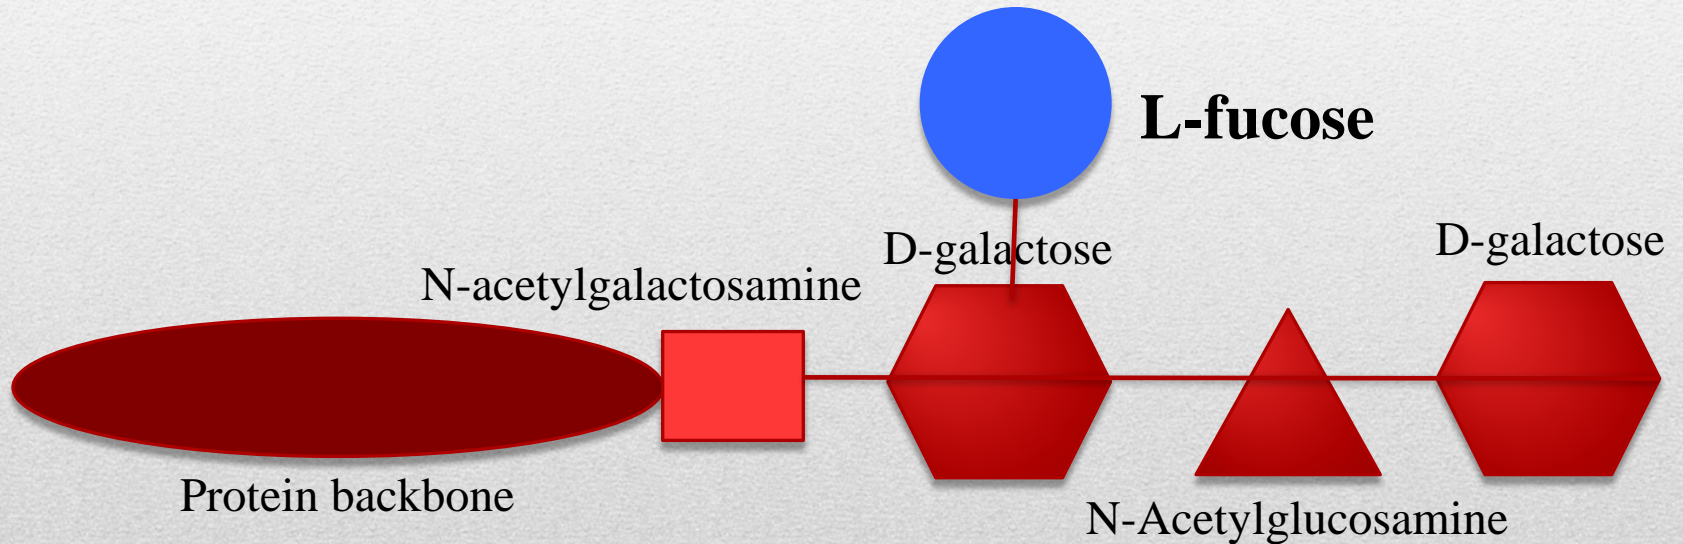 L-fucose
D-galactose
D-galactose
N-acetylgalactosamine
Protein backbone
N-Acetylglucosamine